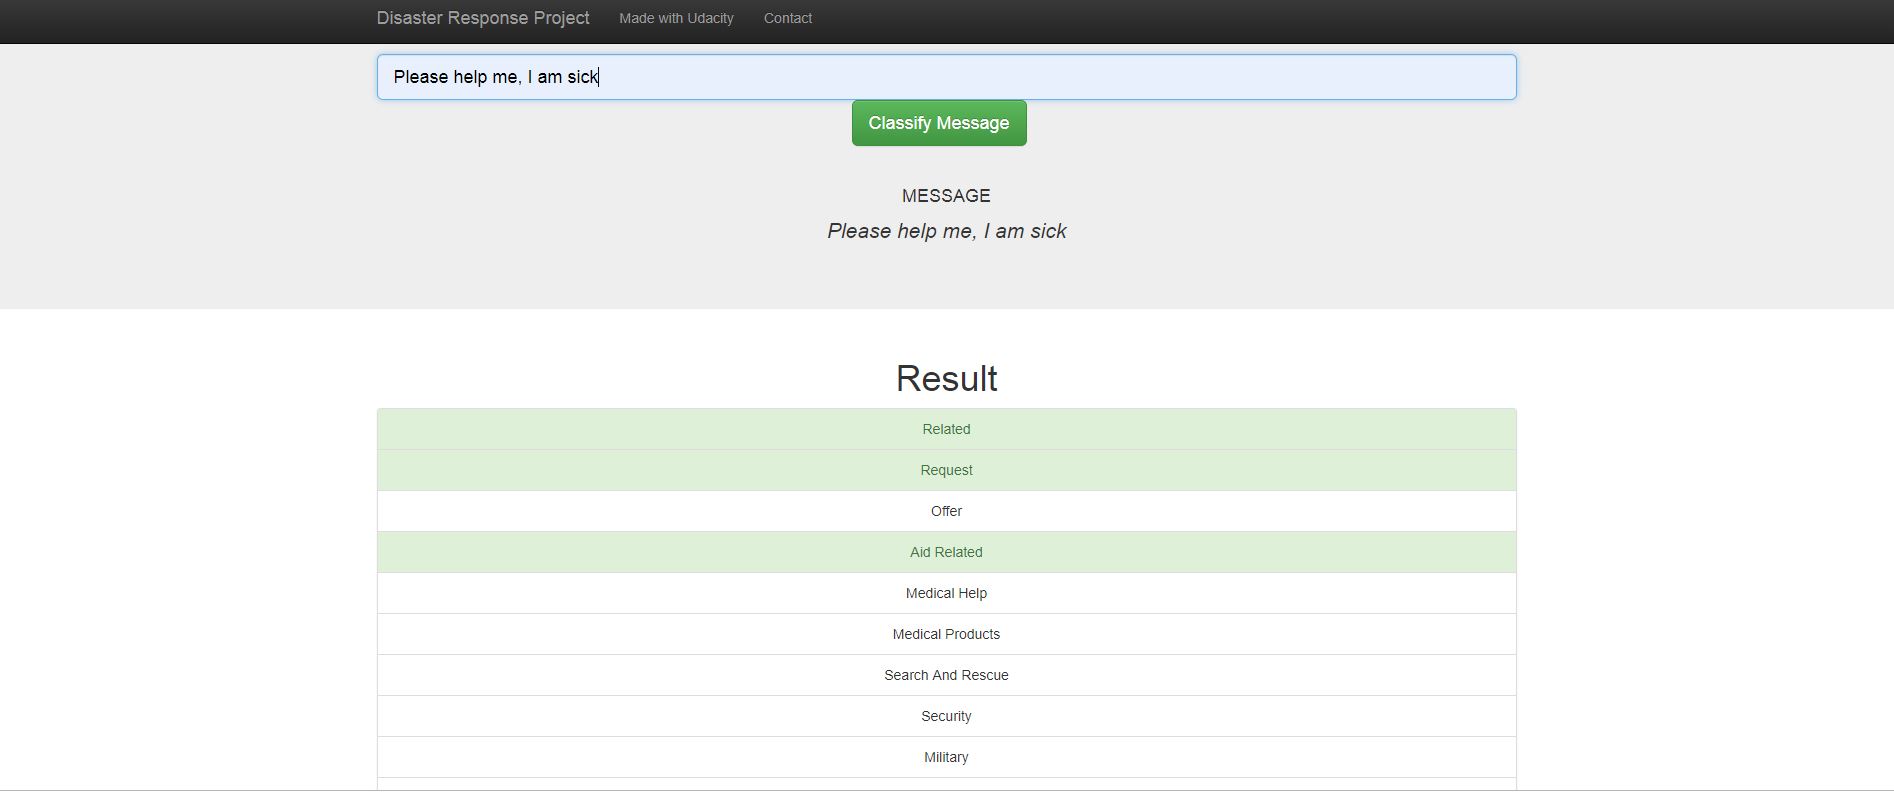 Disaster Response Project Made with Udacity Contact
Please help me, I am sick
Classify Message
MESSAGE
Please help me, I am sick
Result
Related
Request
Offer
Aid Related
Medical Help
Medical Products
Search And Rescue
Security
Military